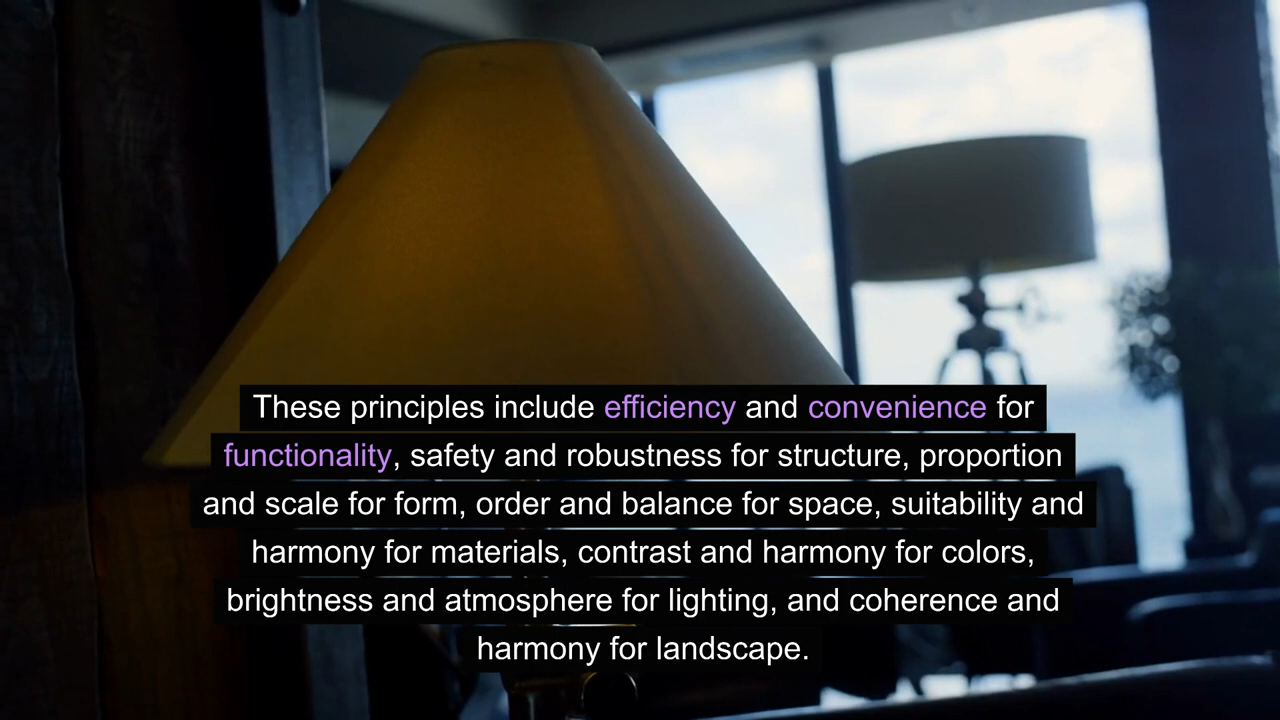 These principles include efficiency and convenience for
functionality, safety and robustness for structure, proportion
and scale for form, order and balance for space, suitability and
harmony for materials, contrast and harmony for colors,
brightness and atmosphere for lighting, and coherence and
harmony for landscape.